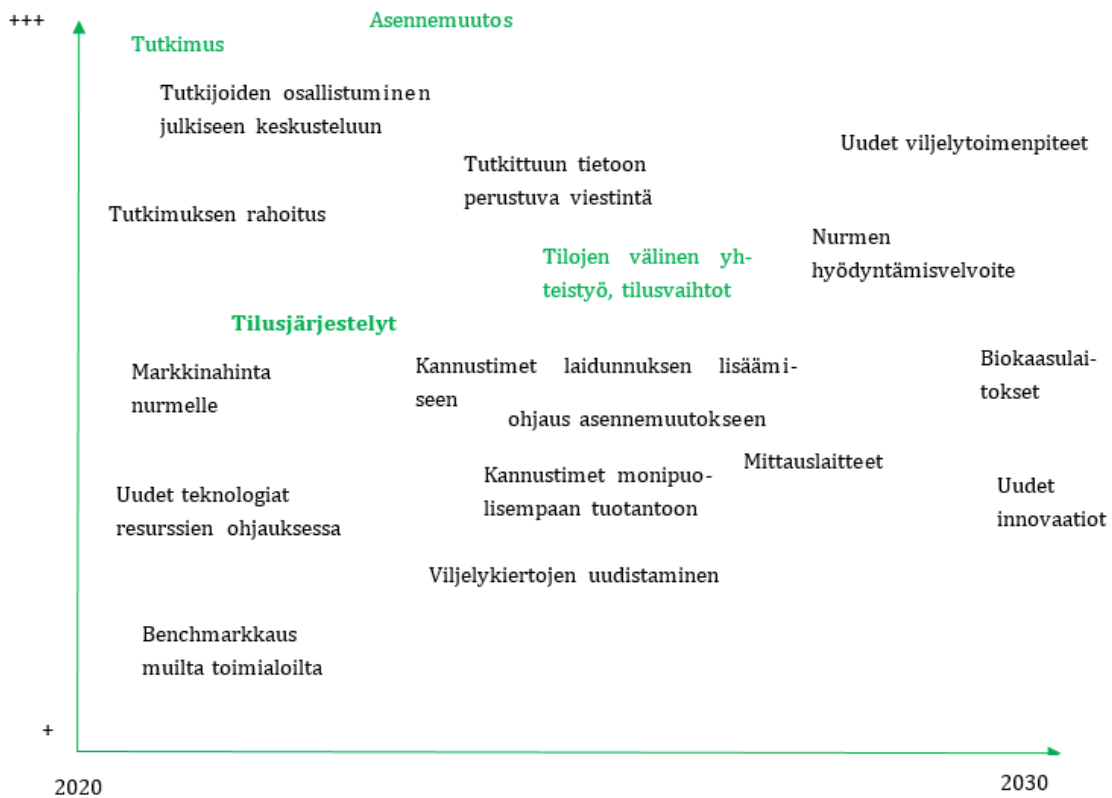 +++
Asennemuutos
Tutkimus
Tutkijoiden osallistuminen
julkiseen keskusteluun
Uudet viljelytoimenpiteet
Tutkittuun tietoon
perustuva viestintä
Tutkimuksen rahoitus
Nurmen
hyödyntämisvelvoite
Tilojen välinen yh-
teistyö, tilusvaihtot
Tilusjärjestelyt
Markkinahinta
nurmelle
Kannustimet laidunnuksen lisäämi-
seen
ohjaus asennemuutokseen
Biokaasulai-
tokset
Mittauslaitteet
Kannustimet monipuo-
lisempaan tuotantoon
Uudet teknologiat
resurssien ohjauksessa
Uudet
innovaatiot
Viljelykiertojen uudistaminen
Benchmarkkaus
muilta toimialoilta
+
2020
2030